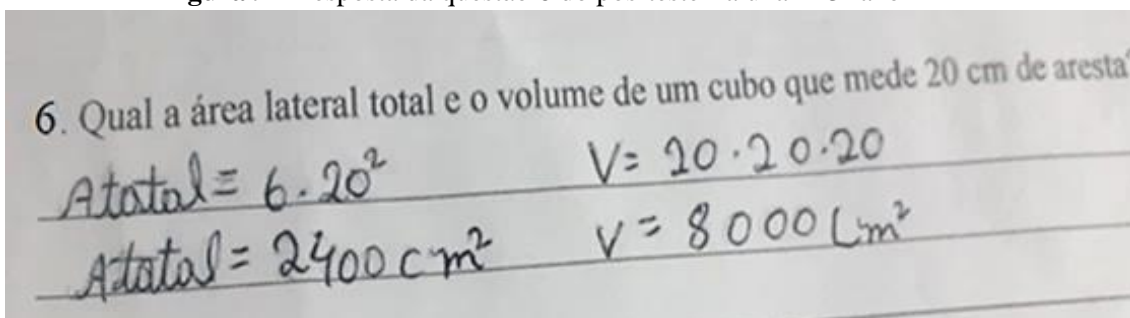 6. Qual a área lateral total e o volume de um cubo que mede 20 cm de aresta
Atotal = 6 . 20²
V = 20 . 20 . 20
Atotal = 2400 cm²
V = 8000 cm²